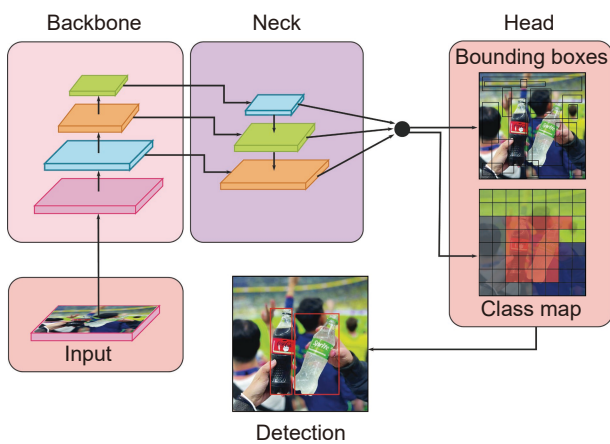 Backbone
Neck
Head
Bounding boxes
Class map
Input
Detection